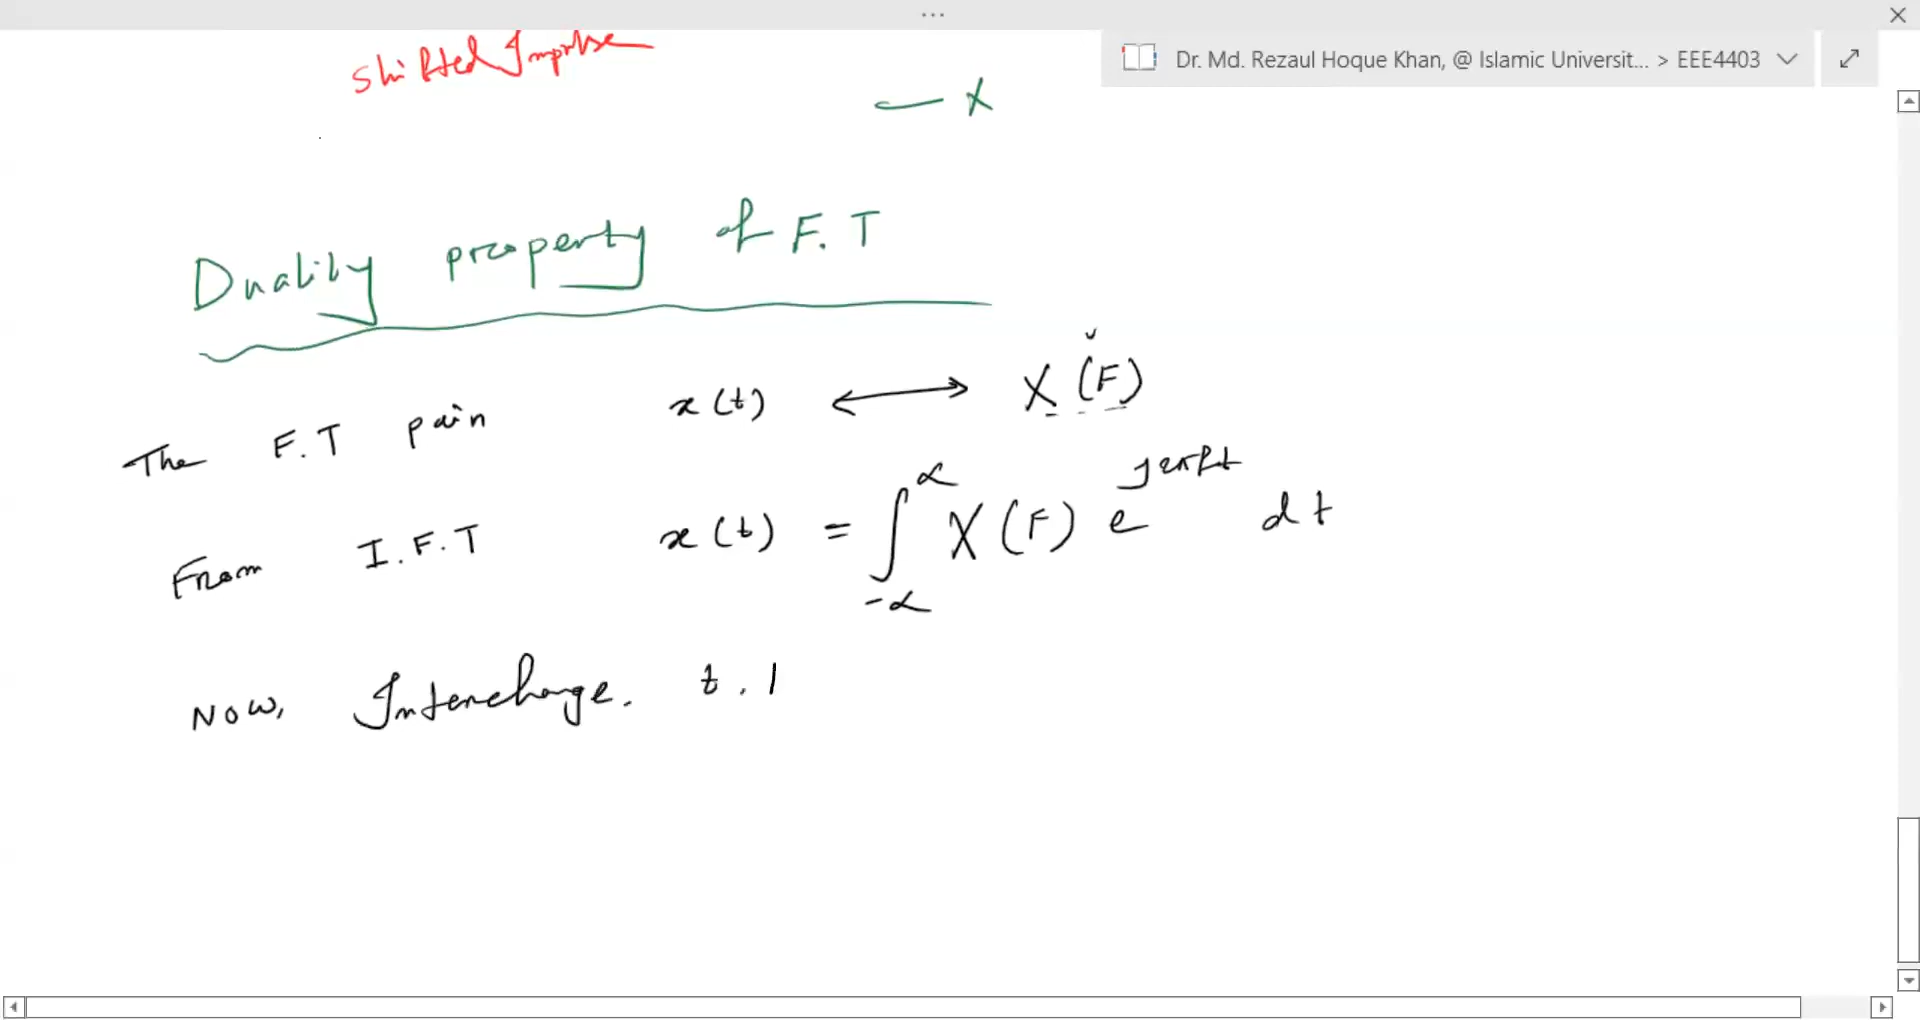 ...
Shifted Impulse
Dr. Md. Rezaul Hoque Khan, @ Islamic Universit... > EEE4403
— X
Duality property of F.T
The F.T pair x(t) ⟷ X(F)
From I.F.T x(t) = ∫_{-∞}^{∞} X(F) e^{j2πft} dt
Now, Interchange. t. I